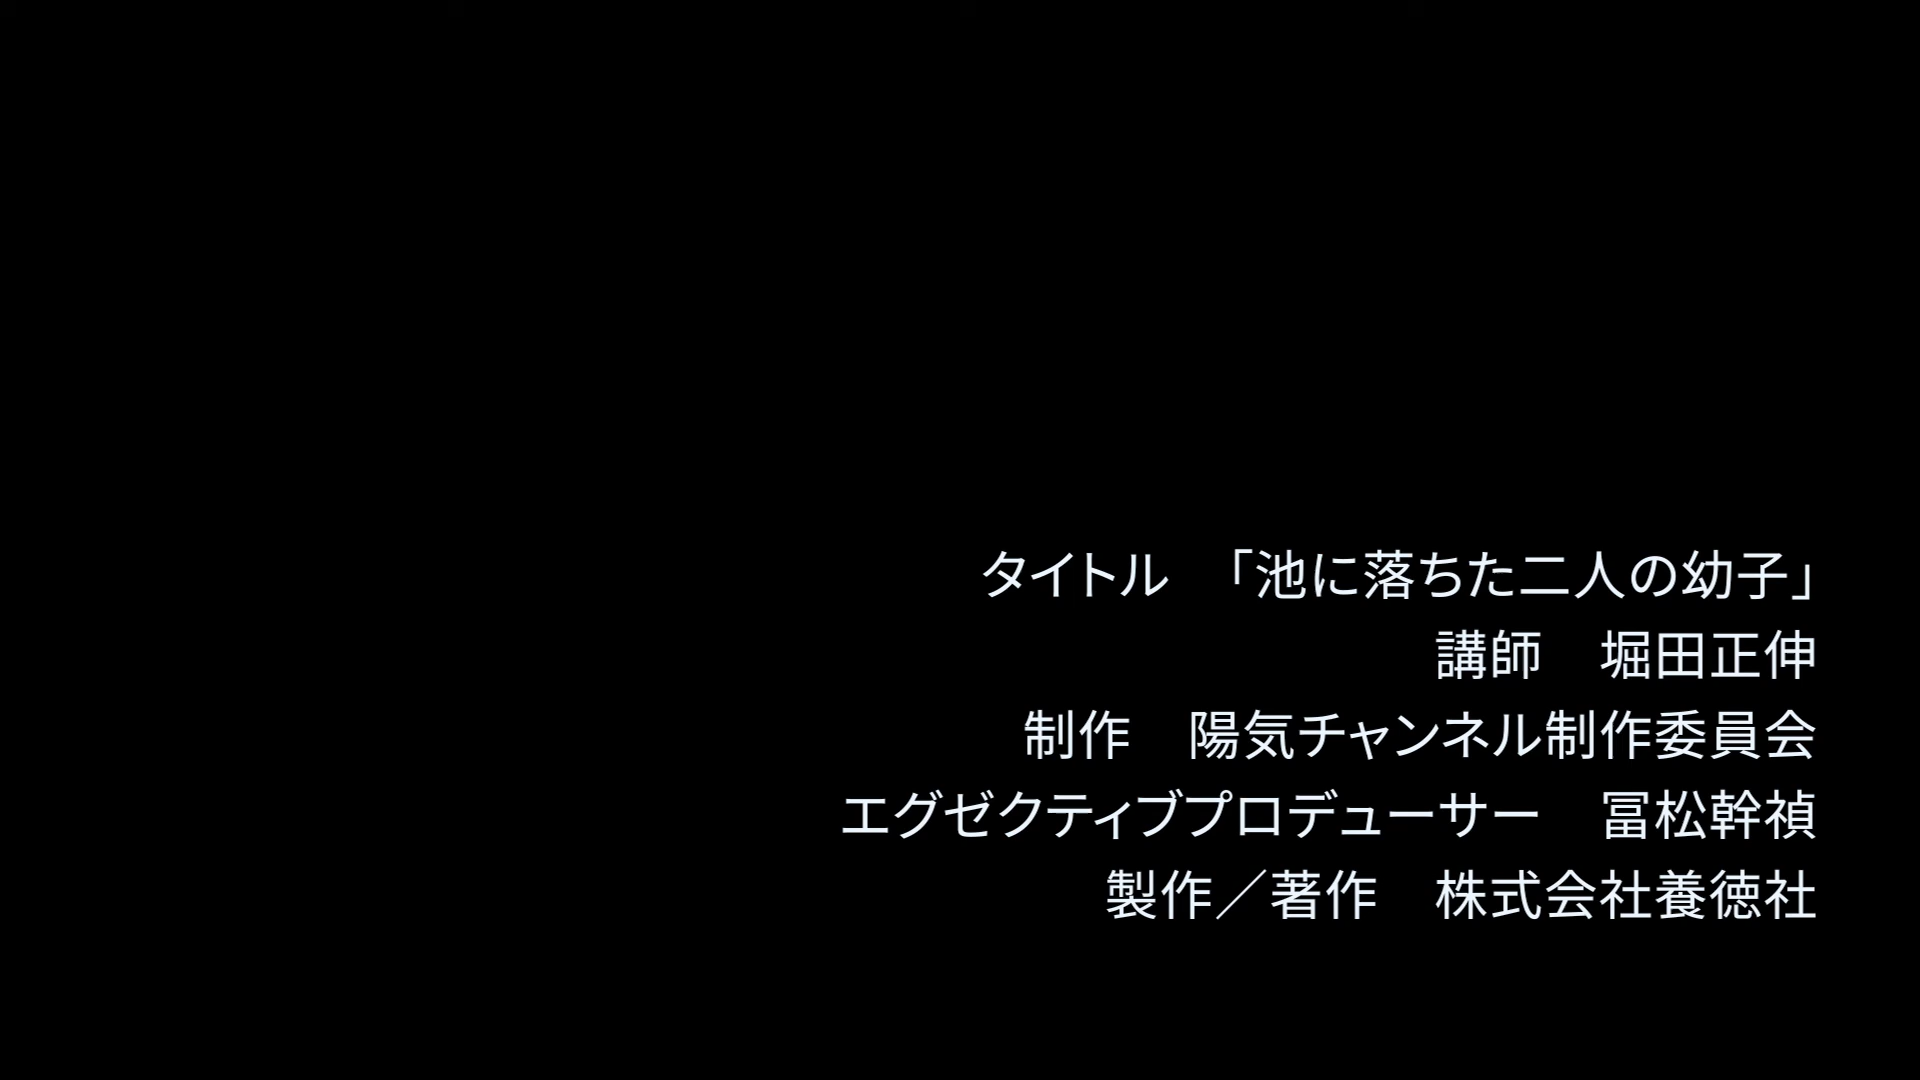 タイトル　「池に落ちた二人の幼子」
講師　堀田正伸
制作　陽気チャンネル制作委員会
エグゼクティブプロデューサー　冨松幹禎
製作／著作　株式会社養徳社